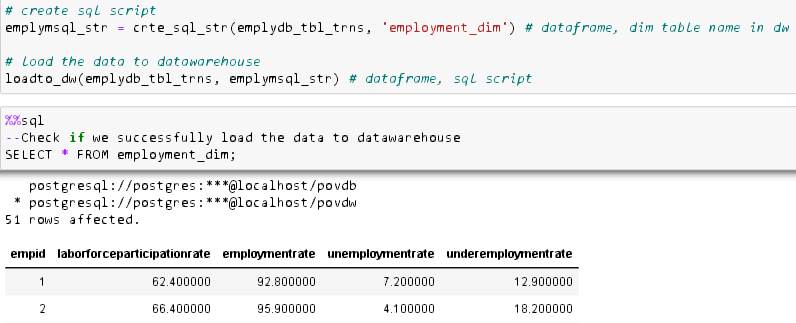 # create sql script
emplymsql_str = crte_sql_str(emplydb_tbl_trns, 'employment_dim') # dataframe, dim table name in dw
# Load the data to datawarehouse
loadto_dw(emplydb_tbl_trns, emplymsql_str) # dataframe, sql script
%%sql
--Check if we successfully load the data to datawarehouse
SELECT * FROM employment_dim;
postgresql://postgres:***@localhost/povdb
* postgresql://postgres:***@localhost/povdw
51 rows affected.
empid laborforceparticipationrate employmentrate unemploymentrate underemploymentrate
1 62.400000 92.800000 7.200000 12.900000
2 66.400000 95.900000 4.100000 18.200000